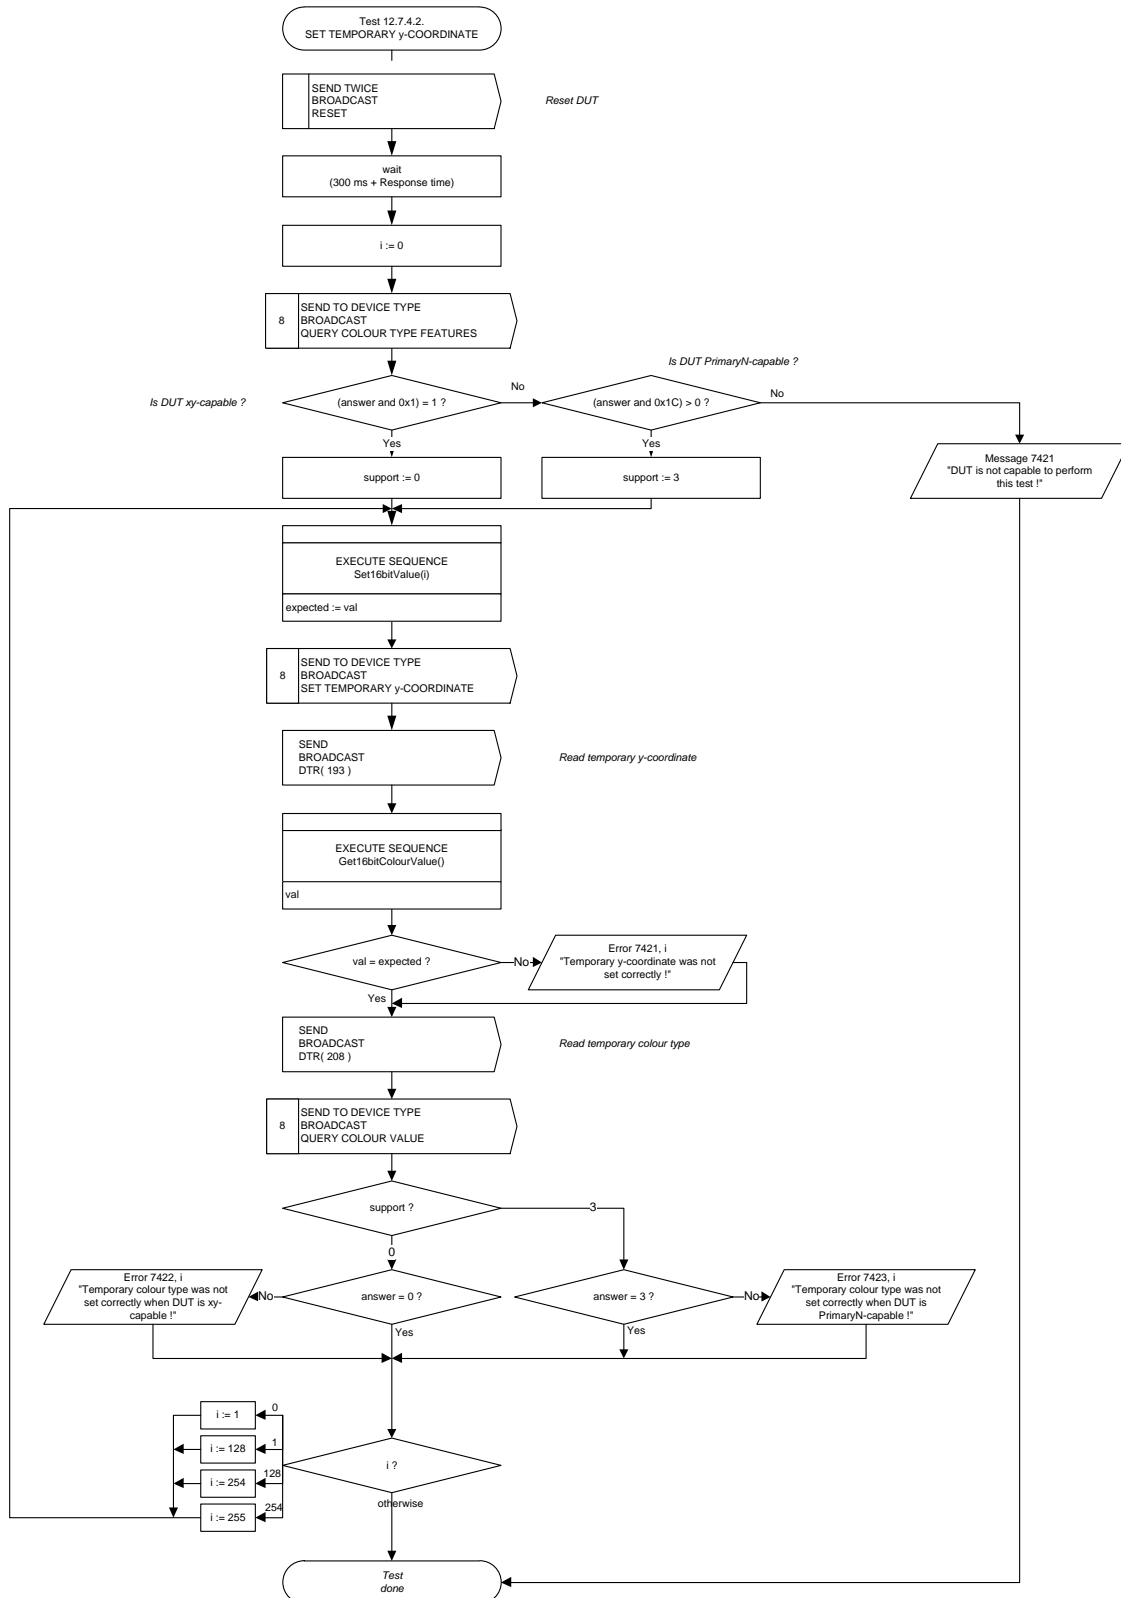 Test 12.7.4.2.
SET TEMPORARY y-COORDINATE
SEND TWICE
BROADCAST
RESET
Reset DUT
wait
(300 ms + Response time)
i := 0
8
SEND TO DEVICE TYPE
BROADCAST
QUERY COLOUR TYPE FEATURES
Is DUT PrimaryN-capable ?
Is DUT xy-capable ?
(answer and 0x1) = 1 ?
No
(answer and 0x1C) > 0 ?
No
Yes
Yes
Message 7421
"DUT is not capable to perform
this test !"
support := 0
support := 3
EXECUTE SEQUENCE
Set16bitValue(i)
expected := val
8
SEND TO DEVICE TYPE
BROADCAST
SET TEMPORARY y-COORDINATE
SEND
BROADCAST
DTR( 193 )
Read temporary y-coordinate
EXECUTE SEQUENCE
Get16bitColourValue()
val
val = expected ?
No
Error 7421, i
"Temporary y-coordinate was not
set correctly !"
Yes
SEND
BROADCAST
DTR( 208 )
Read temporary colour type
8
SEND TO DEVICE TYPE
BROADCAST
QUERY COLOUR VALUE
support ?
3
0
Error 7422, i
"Temporary colour type was not
set correctly when DUT is xy-
capable !"
No
answer = 0 ?
answer = 3 ?
No
Error 7423, i
"Temporary colour type was not
set correctly when DUT is
PrimaryN-capable !"
Yes
Yes
i := 1
0
i := 128
1
i := 254
128
i := 255
254
i ?
otherwise
Test
done